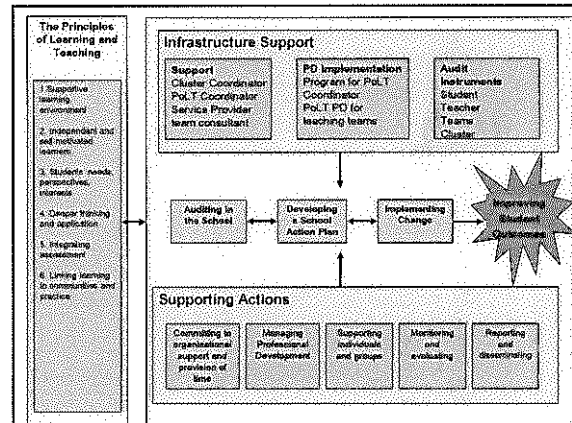 The Principles
of Learning and
Teaching
1. Supportive
learning
environment
2. Independent and
self motivated
learners
3. Students needs,
perspectives,
interests
4. Deeper thinking
and application
5. Integrating
assessment
6. Linking learning
to communities and
practice
Infrastructure Support
Support
Cluster Coordinator
PoLT Coordinator
Service Provider
team consultant
PD Implementation
Program for PoLT
Coordinator
PoLT PD for
teaching teams
Audit
Instruments
Student
Teacher
Teams
Cluster
Auditing in
the School
Developing
a School
Action Plan
Implementing
Change
Improving
Student
Outcomes
Supporting Actions
Committing to
organisational
support and
provision of
time
Managing
Professional
Development
Supporting
individuals
and groups
Monitoring
and
evaluating
Reporting
and
disseminating